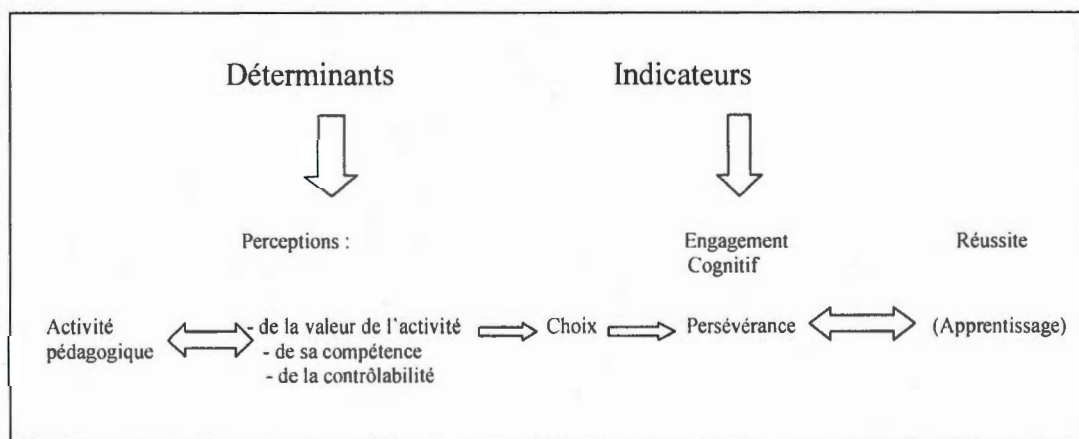 Déterminants Indicateurs
Perceptions : Engagement Réussite
Cognitif
Activité - de la valeur de l'activité Choix Persévérance (Apprentissage)
pédagogique - de sa compétence
- de la contrôlabilité